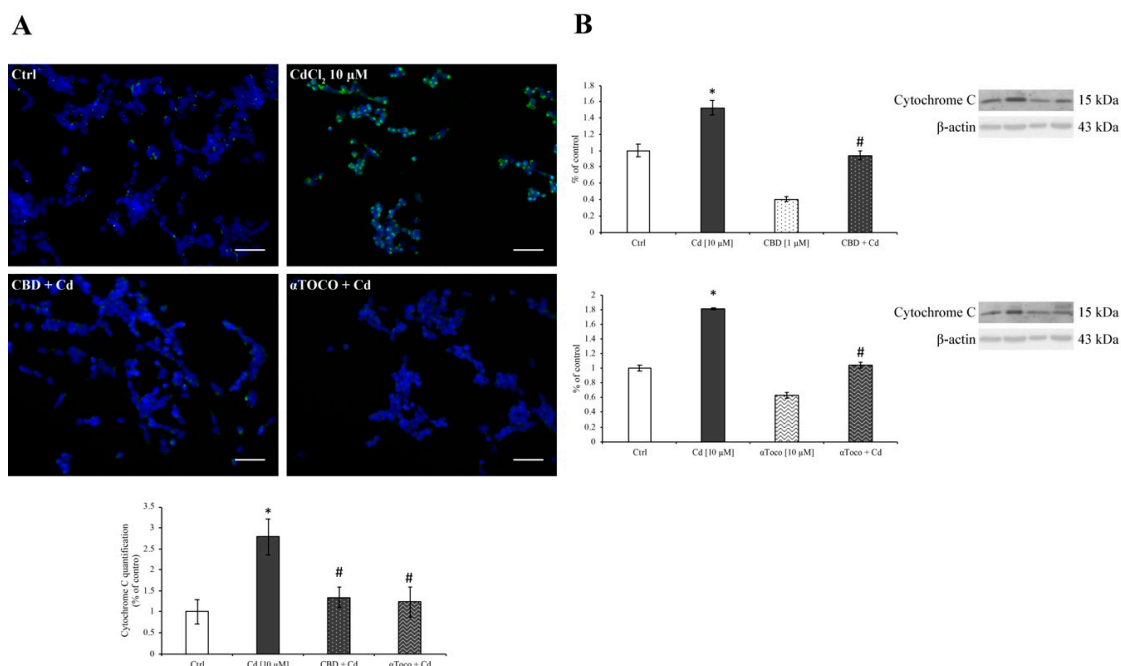 A
B
Ctrl
CdCl2 10 µM
CBD + Cd
αTOCO + Cd
Cytochrome C quantification
(% of contro)
3.5
3
2.5
2
1.5
1
0.5
0
*
#
#
Ctrl
Cd [10 µM]
CBD + Cd
αToco + Cd
% of control
1.8
1.6
1.4
1.2
1
0.8
0.6
0.4
0.2
0
*
#
Ctrl
Cd [10 µM]
CBD [1 µM]
CBD + Cd
Cytochrome C
15 kDa
β-actin
43 kDa
% of control
2
1.8
1.6
1.4
1.2
1
0.8
0.6
0.4
0.2
0
*
#
Ctrl
Cd [10 µM]
αToco [10 µM]
αToco + Cd
Cytochrome C
15 kDa
β-actin
43 kDa